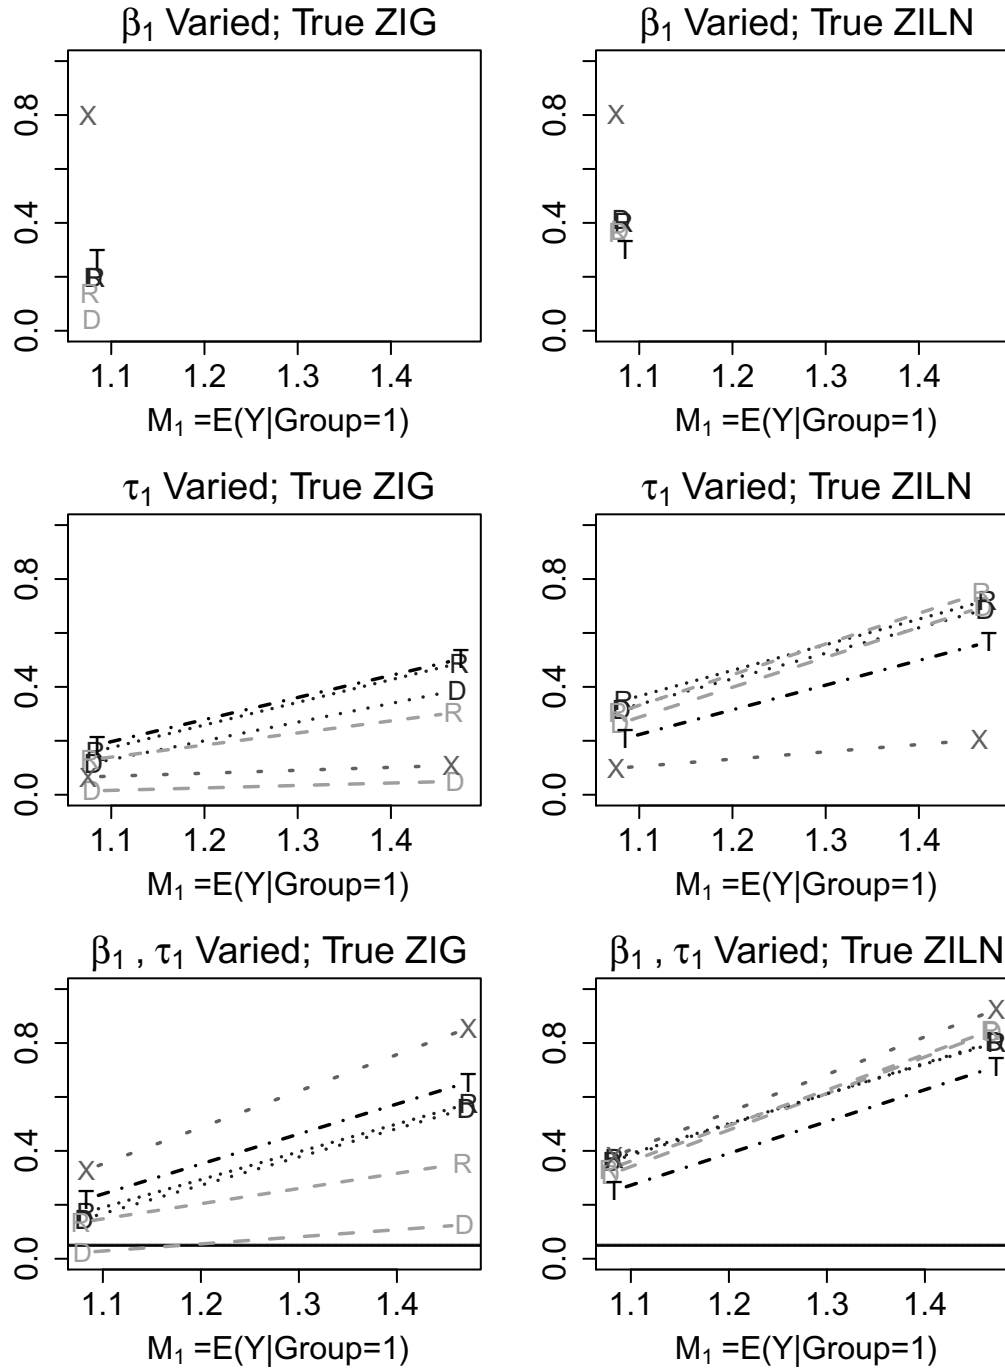 β₁ Varied; True ZIG
0.0 0.4 0.8
X
T
D R
R
D
1.1 1.2 1.3 1.4
M₁ =E(Y|Group=1)
β₁ Varied; True ZILN
0.0 0.4 0.8
X
D R
R D
T
1.1 1.2 1.3 1.4
M₁ =E(Y|Group=1)
τ₁ Varied; True ZIG
0.0 0.4 0.8
T T
R R
D D
R R
X X
D D
1.1 1.2 1.3 1.4
M₁ =E(Y|Group=1)
τ₁ Varied; True ZILN
0.0 0.4 0.8
R R
R R
D D
D D
T T
X X
1.1 1.2 1.3 1.4
M₁ =E(Y|Group=1)
β₁ , τ₁ Varied; True ZIG
0.0 0.4 0.8
X X
T T
R R
D D
R R
D D
1.1 1.2 1.3 1.4
M₁ =E(Y|Group=1)
β₁ , τ₁ Varied; True ZILN
0.0 0.4 0.8
X X
R R
D D
R R
D D
T T
1.1 1.2 1.3 1.4
M₁ =E(Y|Group=1)